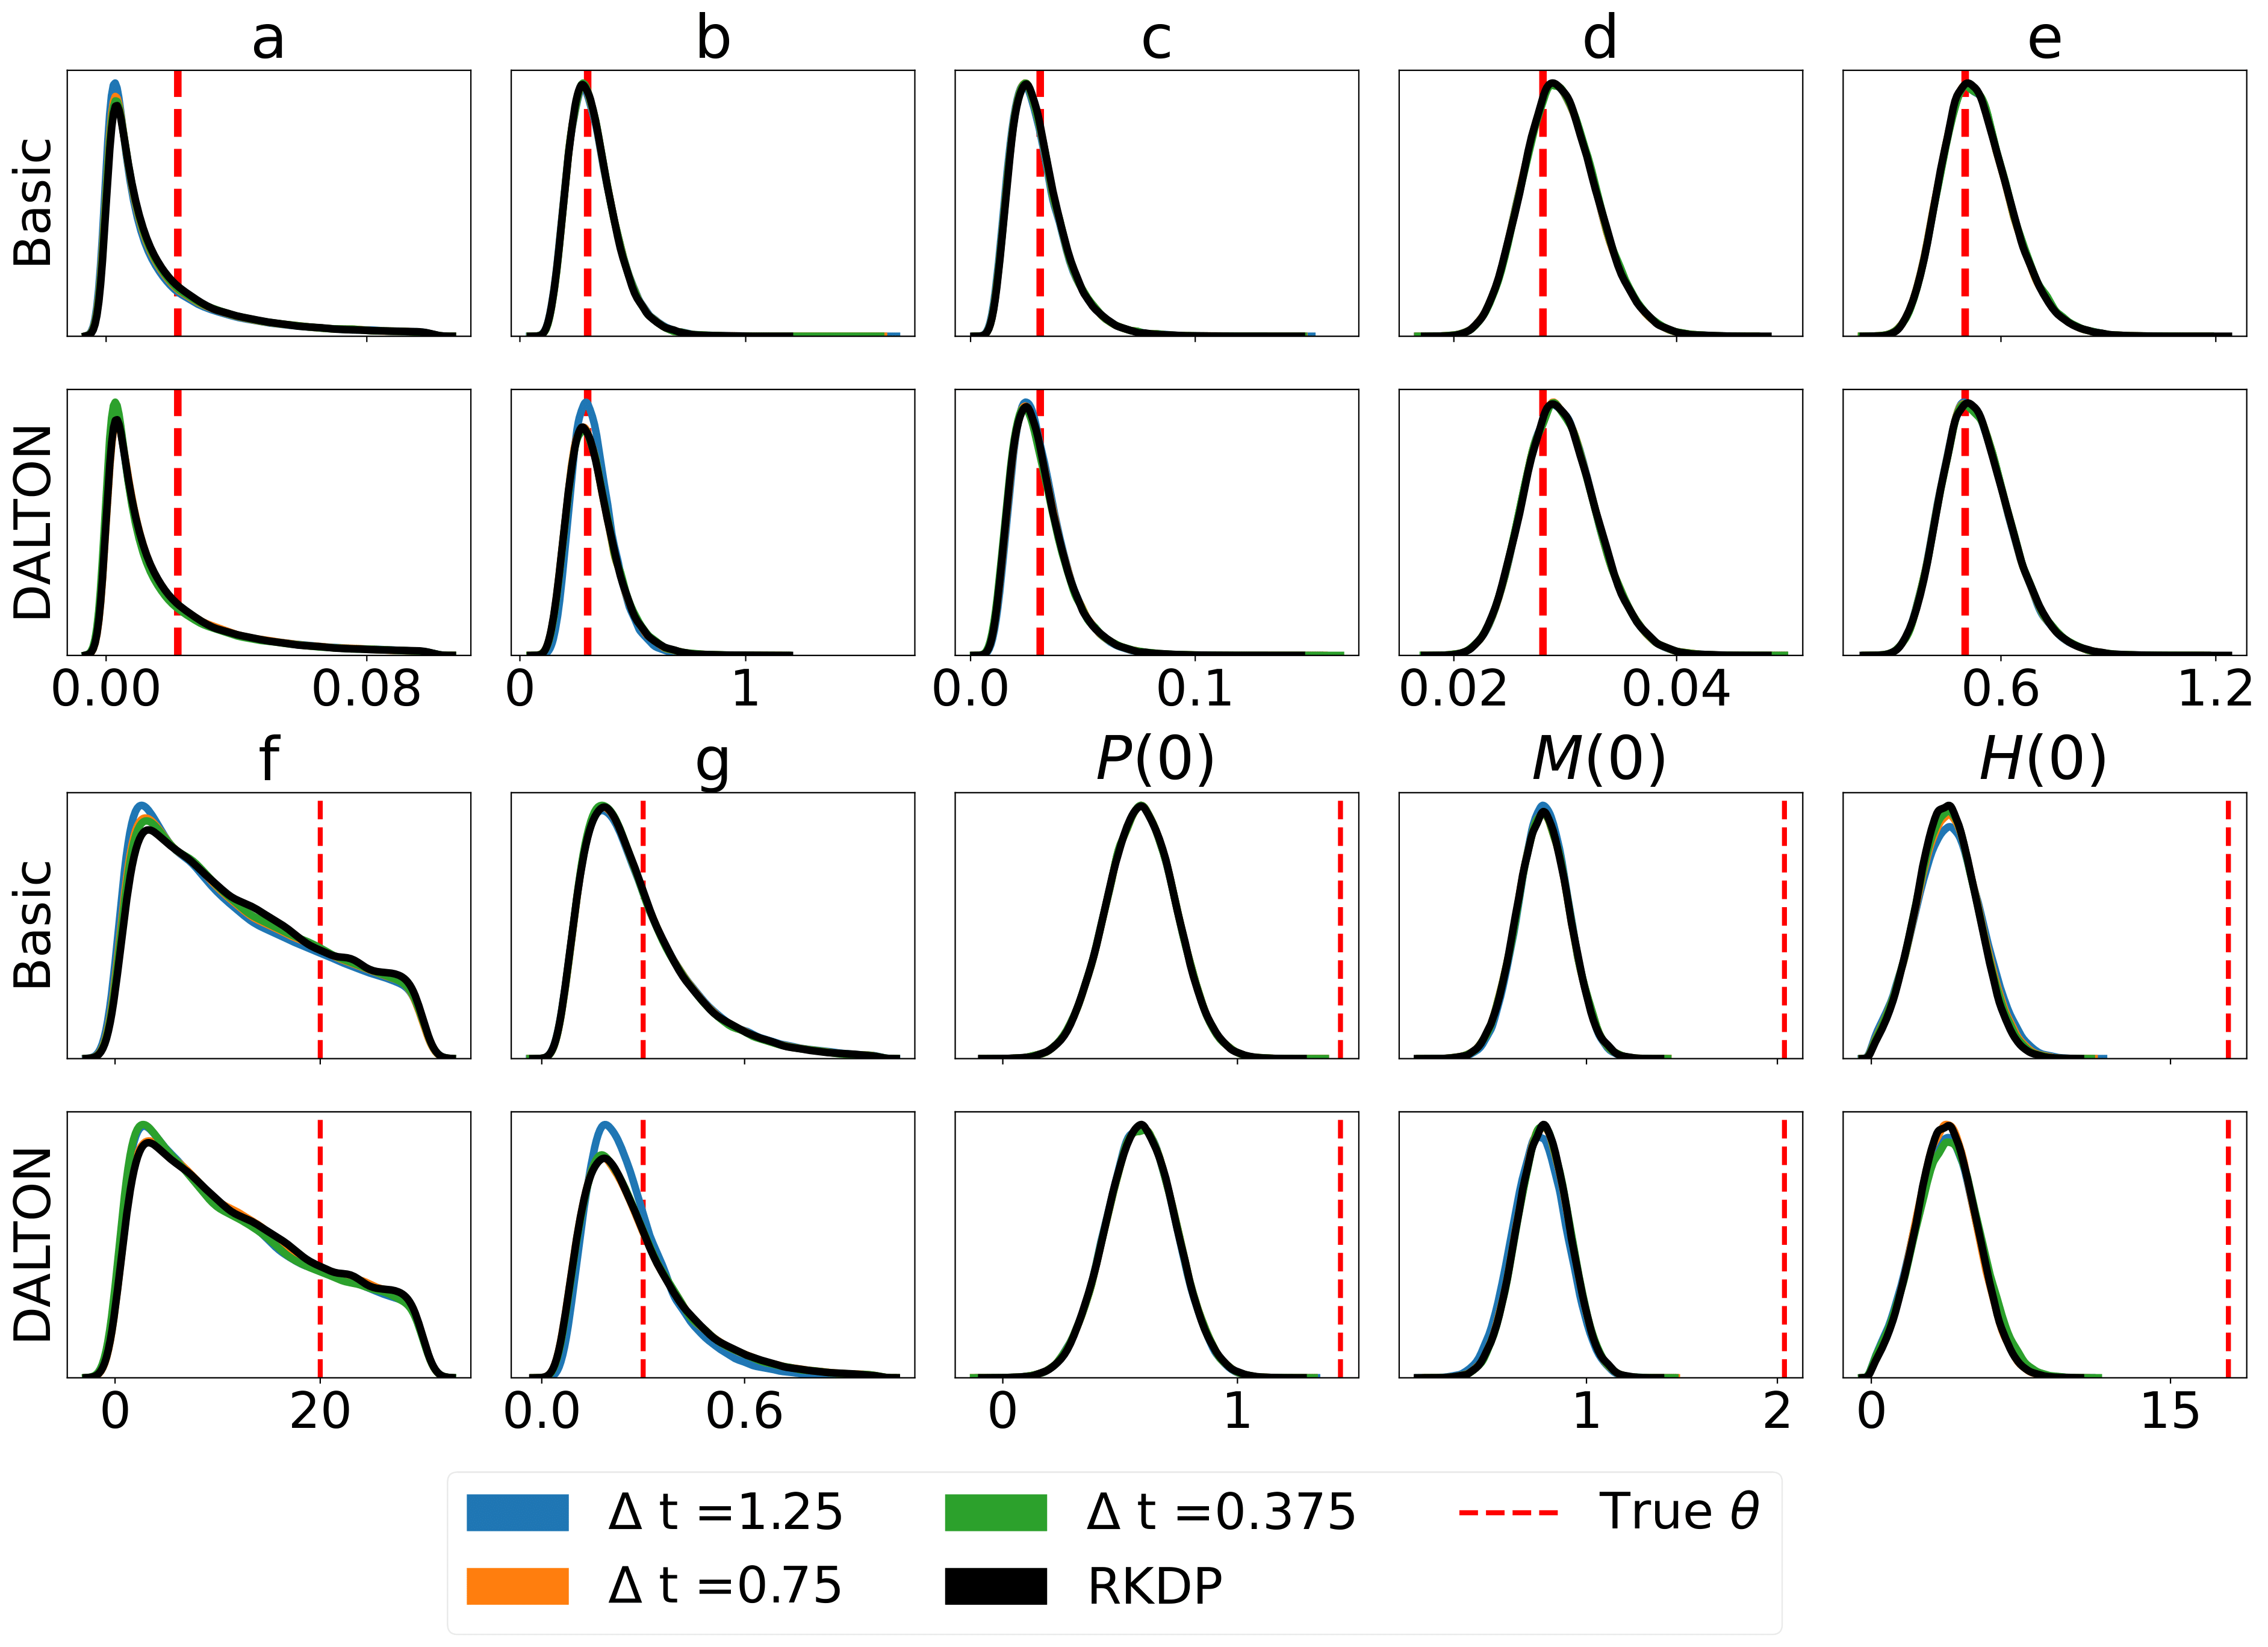 a b c d e
Basic
DALTON
0.00 0.08 0 1 0.0 0.1 0.02 0.04 0.6 1.2
f g P(0) M(0) H(0)
Basic
DALTON
0 20 0.0 0.6 0 1 1 2 0 15
Δ t =1.25 Δ t =0.375 True θ
Δ t =0.75 RKDP